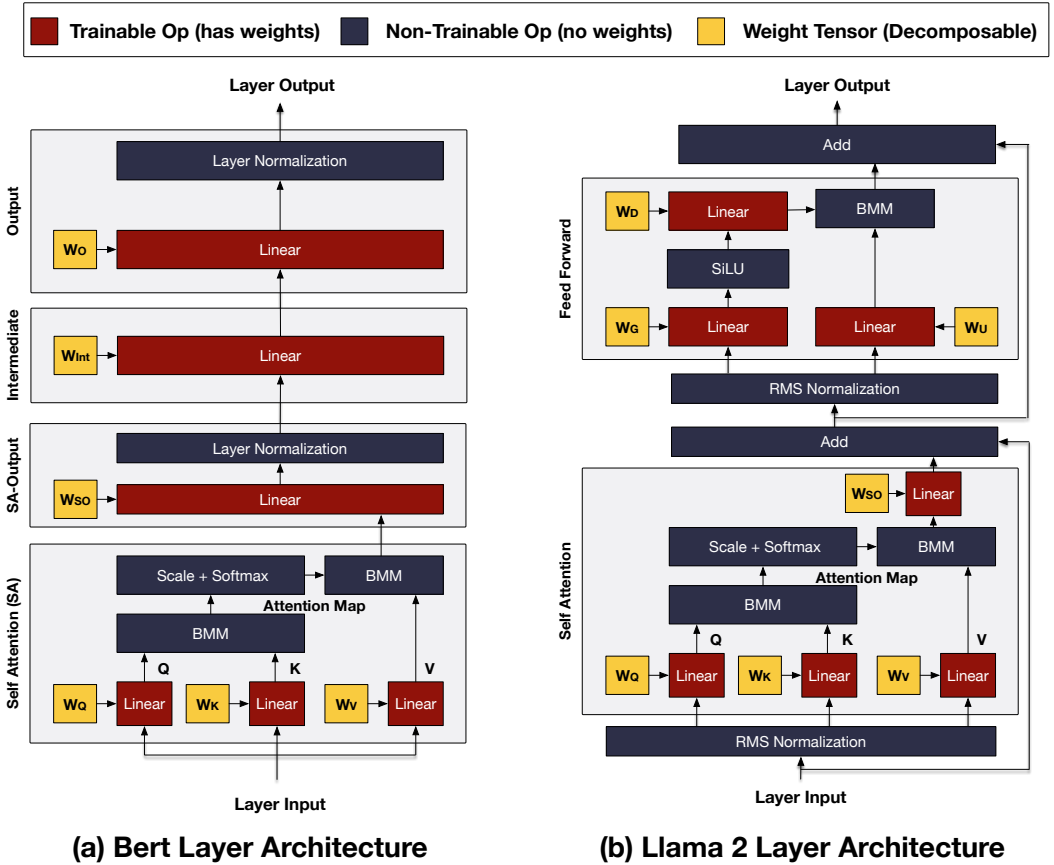 Trainable Op (has weights)
Non-Trainable Op (no weights)
Weight Tensor (Decomposable)
Layer Output
Output
Layer Normalization
WO
Linear
Intermediate
WInt
Linear
SA-Output
Layer Normalization
WSO
Linear
Self Attention (SA)
Scale + Softmax
BMM
Attention Map
BMM
Q
K
V
WQ
Linear
WK
Linear
WV
Linear
Layer Input
(a) Bert Layer Architecture
Layer Output
Add
Feed Forward
WD
Linear
BMM
SiLU
WG
Linear
Linear
WU
RMS Normalization
Add
Self Attention
WSO
Linear
Scale + Softmax
BMM
Attention Map
BMM
Q
K
V
WQ
Linear
WK
Linear
WV
Linear
RMS Normalization
Layer Input
(b) Llama 2 Layer Architecture